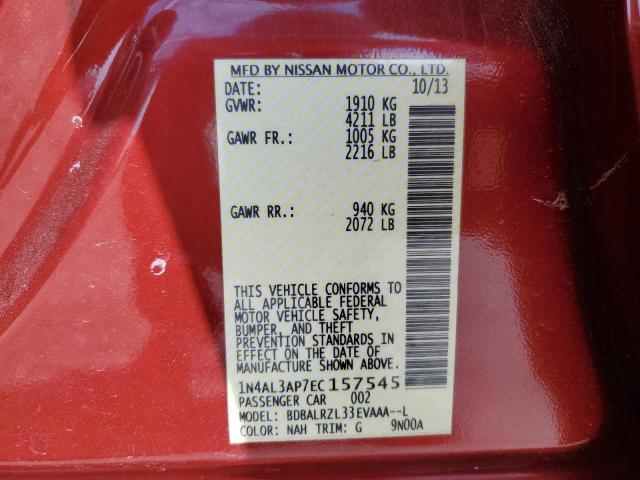 MFD BY NISSAN MOTOR CO., LTD.
DATE: 10/13
GVWR: 1910 KG
4211 LB
GAWR FR.: 1005 KG
2216 LB
GAWR RR.: 940 KG
2072 LB
THIS VEHICLE CONFORMS TO
ALL APPLICABLE FEDERAL
MOTOR VEHICLE SAFETY,
BUMPER, AND THEFT
PREVENTION STANDARDS IN
EFFECT ON THE DATE OF
MANUFACTURE SHOWN ABOVE.
1N4AL3AP7EC157545
PASSENGER CAR 002
MODEL: BDBALRZL33EVAAA--L
COLOR: NAH TRIM: G 9N00A